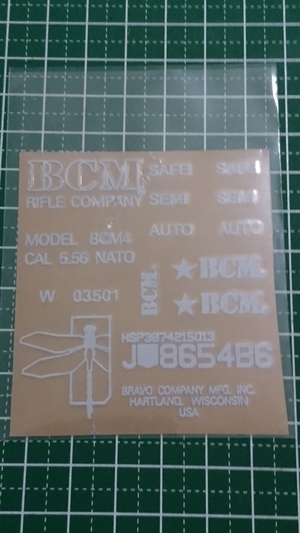 BCM
RIFLE COMPANY
SAFE SAFE
SEMI SEMI
AUTO AUTO
MODEL BCM4
CAL 5.56 NATO
W 03501
BCM.
★BCM.
★BCM.
HSP3874215013
J 8654B6
BRAVO COMPANY MFG. INC.
HARTLAND, WISCONSIN
USA